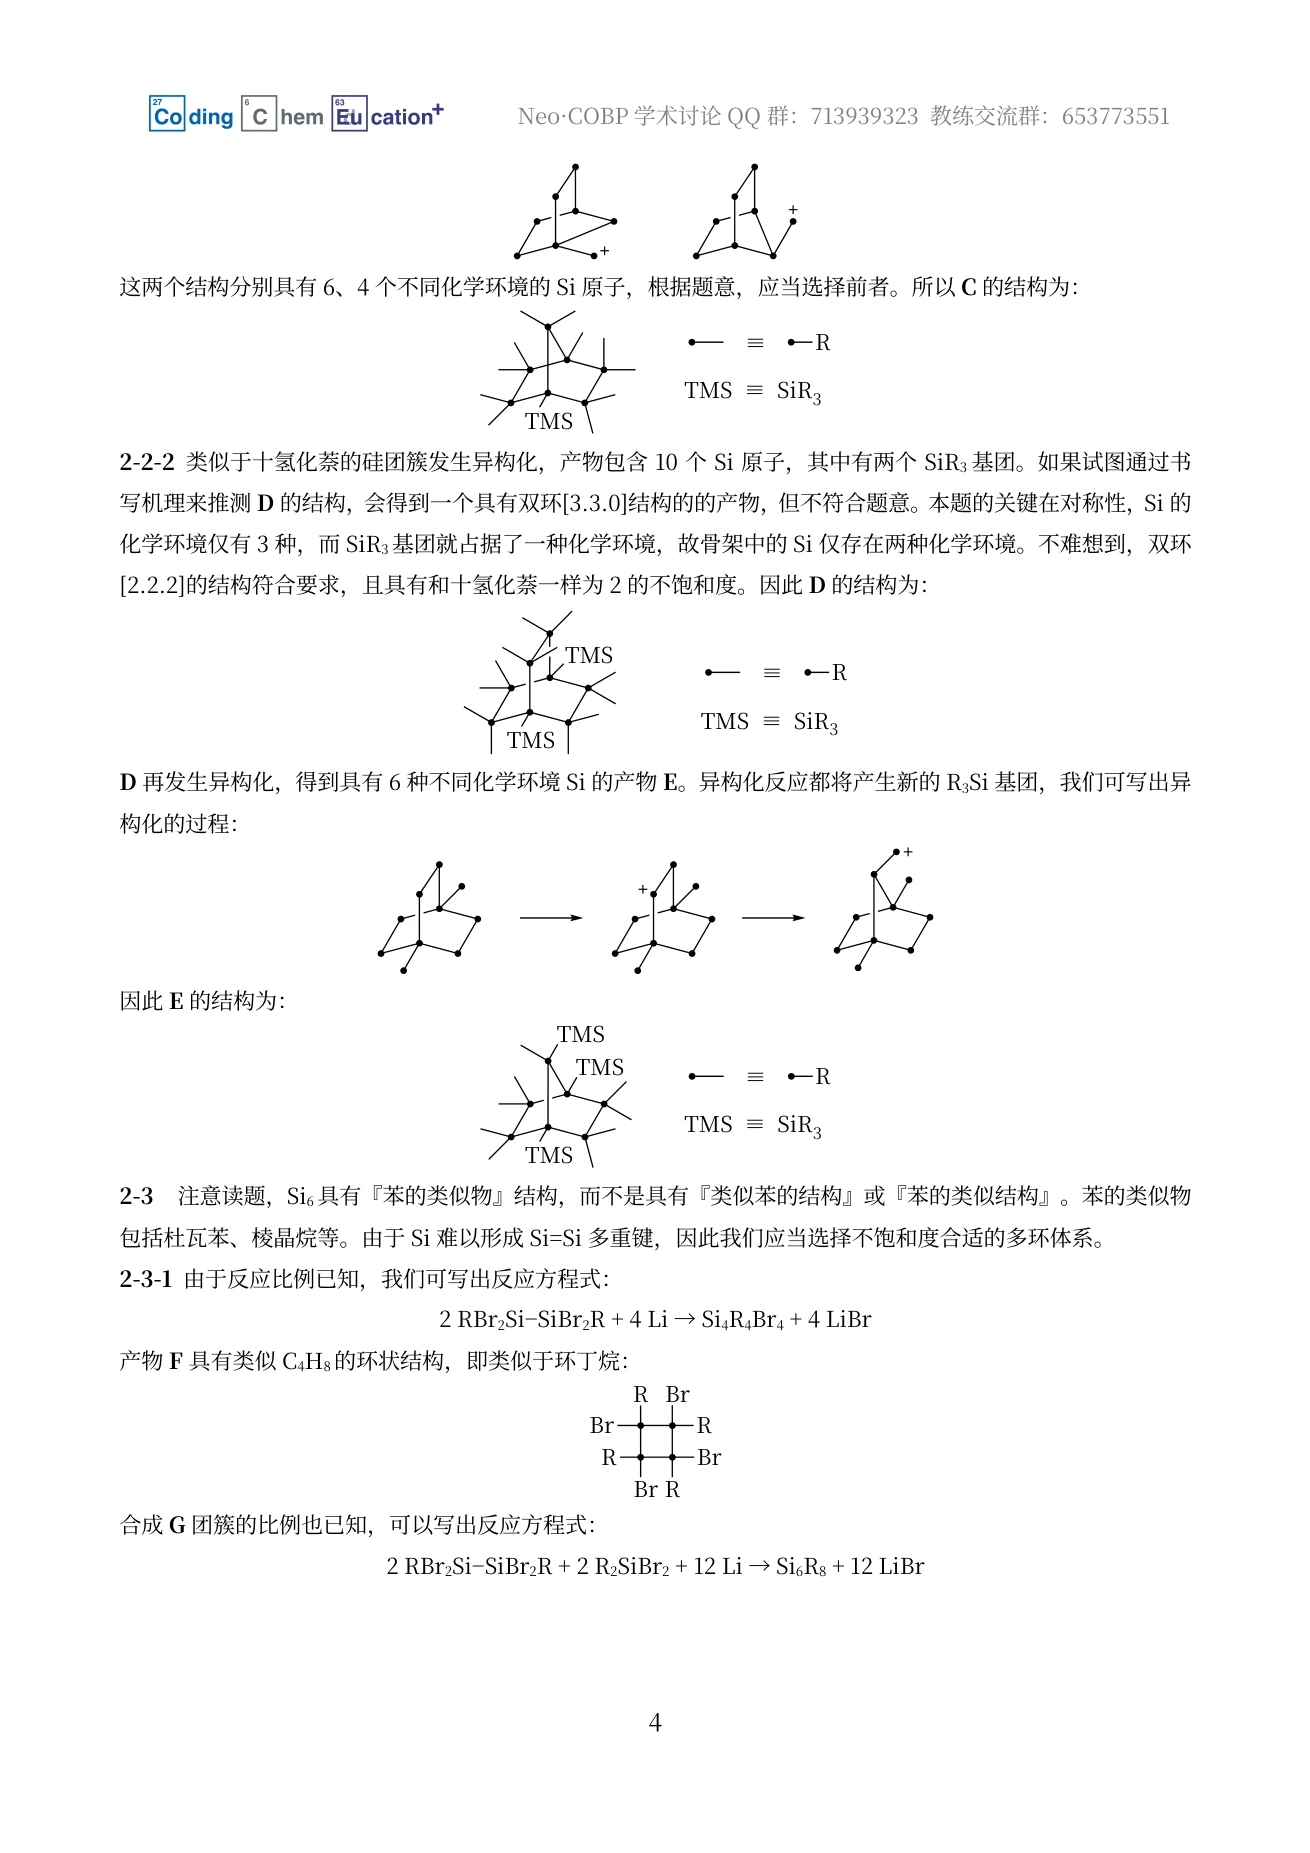 27 Co ding 6 C hem 63 Eu cation+ Neo·COBP 学术讨论 QQ 群：713939323 教练交流群：653773551
+
+
这两个结构分别具有 6、4 个不同化学环境的 Si 原子，根据题意，应当选择前者。所以 C 的结构为：
≡ R
TMS ≡ SiR3
TMS
2-2-2 类似于十氢化萘的硅团簇发生异构化，产物包含 10 个 Si 原子，其中有两个 SiR₃ 基团。如果试图通过书
写机理来推测 D 的结构，会得到一个具有双环[3.3.0]结构的的产物，但不符合题意。本题的关键在对称性，Si 的
化学环境仅有 3 种，而 SiR₃ 基团就占据了一种化学环境，故骨架中的 Si 仅存在两种化学环境。不难想到，双环
[2.2.2]的结构符合要求，且具有和十氢化萘一样为 2 的不饱和度。因此 D 的结构为：
TMS
≡ R
TMS ≡ SiR3
TMS
D 再发生异构化，得到具有 6 种不同化学环境 Si 的产物 E。异构化反应都将产生新的 R₃Si 基团，我们可写出异
构化的过程：
+
+
因此 E 的结构为：
TMS
TMS
≡ R
TMS ≡ SiR3
TMS
2-3 注意读题，Si₆ 具有『苯的类似物』结构，而不是具有『类似苯的结构』或『苯的类似结构』。苯的类似物
包括杜瓦苯、棱晶烷等。由于 Si 难以形成 Si=Si 多重键，因此我们应当选择不饱和度合适的多环体系。
2-3-1 由于反应比例已知，我们可写出反应方程式：
2 RBr₂Si−SiBr₂R + 4 Li → Si₄R₄Br₄ + 4 LiBr
产物 F 具有类似 C₄H₈ 的环状结构，即类似于环丁烷：
R Br
Br R
R Br
Br R
合成 G 团簇的比例也已知，可以写出反应方程式：
2 RBr₂Si−SiBr₂R + 2 R₂SiBr₂ + 12 Li → Si₆R₈ + 12 LiBr
4